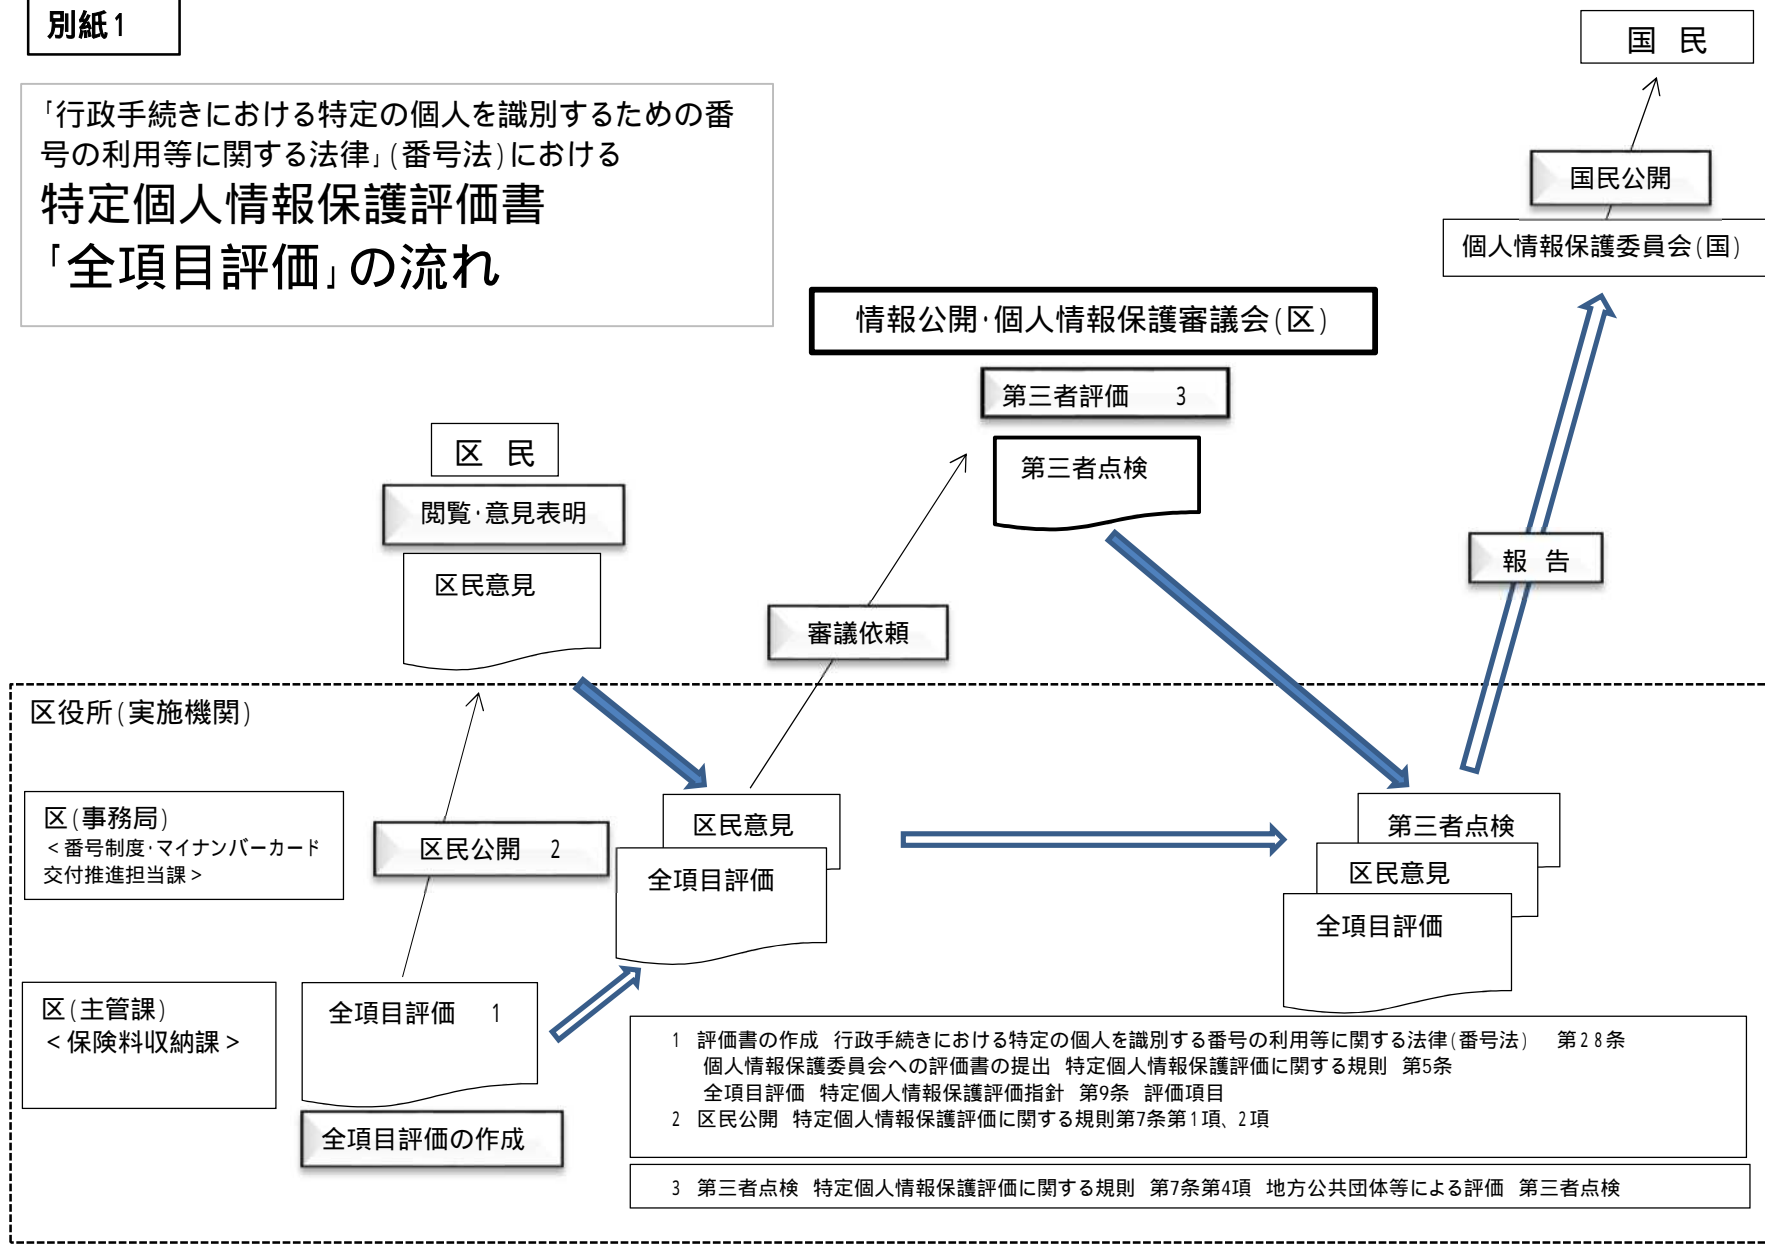 別紙1
国 民
「行政手続きにおける特定の個人を識別するための番
号の利用等に関する法律」(番号法)における
特定個人情報保護評価書
「全項目評価」の流れ
国民公開
個人情報保護委員会(国)
情報公開・個人情報保護審議会(区)
第三者評価 3
第三者点検
区 民
閲覧・意見表明
区民意見
報 告
審議依頼
区役所(実施機関)
区(事務局)
<番号制度・マイナンバーカード
交付推進担当課>
区民公開 2
区民意見
全項目評価
第三者点検
区民意見
全項目評価
区(主管課)
<保険料収納課>
全項目評価 1
全項目評価の作成
1 評価書の作成 行政手続きにおける特定の個人を識別する番号の利用等に関する法律(番号法) 第28条
個人情報保護委員会への評価書の提出 特定個人情報保護評価に関する規則 第5条
全項目評価 特定個人情報保護評価指針 第9条 評価項目
2 区民公開 特定個人情報保護評価に関する規則第7条第1項、2項
3 第三者点検 特定個人情報保護評価に関する規則 第7条第4項 地方公共団体等による評価 第三者点検